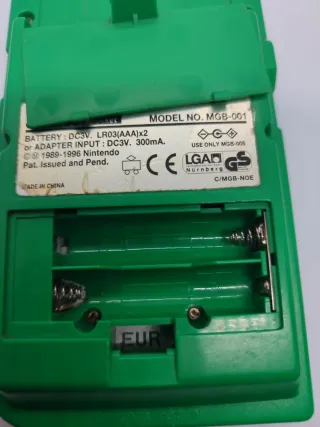 MODEL NO. MGB-001
BATTERY : DC3V. LR03(AAA)x2
or ADAPTER INPUT : DC3V. 300mA.
USE ONLY MGB-005
©Ⓟ 1989-1996 Nintendo
Pat. Issued and Pend.
CE
LGA
Nürnberg
GS
MADE IN CHINA
C/MGB-NOE
EUR